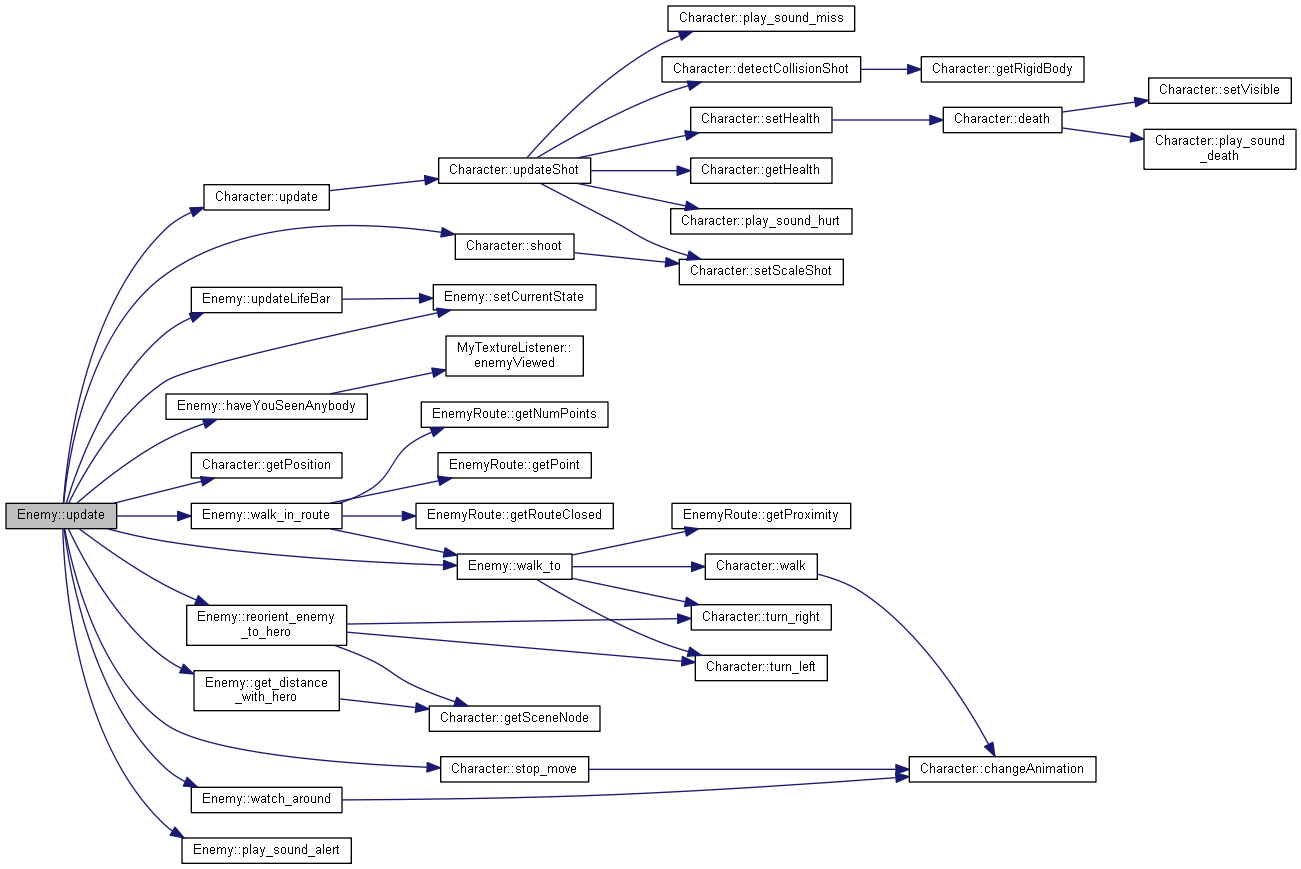 Character::play_sound_miss
Character::detectCollisionShot
Character::getRigidBody
Character::setVisible
Character::setHealth
Character::death
Character::play_sound
_death
Character::updateShot
Character::getHealth
Character::update
Character::play_sound_hurt
Character::shoot
Character::setScaleShot
Enemy::updateLifeBar
Enemy::setCurrentState
MyTextureListener::
enemyViewed
Enemy::haveYouSeenAnybody
EnemyRoute::getNumPoints
Character::getPosition
EnemyRoute::getPoint
Enemy::update
Enemy::walk_in_route
EnemyRoute::getRouteClosed
EnemyRoute::getProximity
Enemy::walk_to
Character::walk
Enemy::reorient_enemy
_to_hero
Character::turn_right
Character::turn_left
Enemy::get_distance
_with_hero
Character::getSceneNode
Character::stop_move
Character::changeAnimation
Enemy::watch_around
Enemy::play_sound_alert